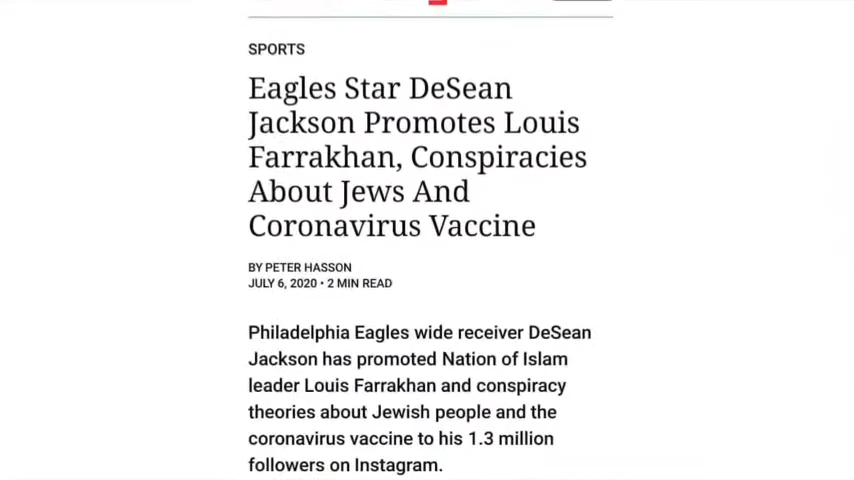 SPORTS
Eagles Star DeSean
Jackson Promotes Louis
Farrakhan, Conspiracies
About Jews And
Coronavirus Vaccine
BY PETER HASSON
JULY 6, 2020 • 2 MIN READ
Philadelphia Eagles wide receiver DeSean
Jackson has promoted Nation of Islam
leader Louis Farrakhan and conspiracy
theories about Jewish people and the
coronavirus vaccine to his 1.3 million
followers on Instagram.